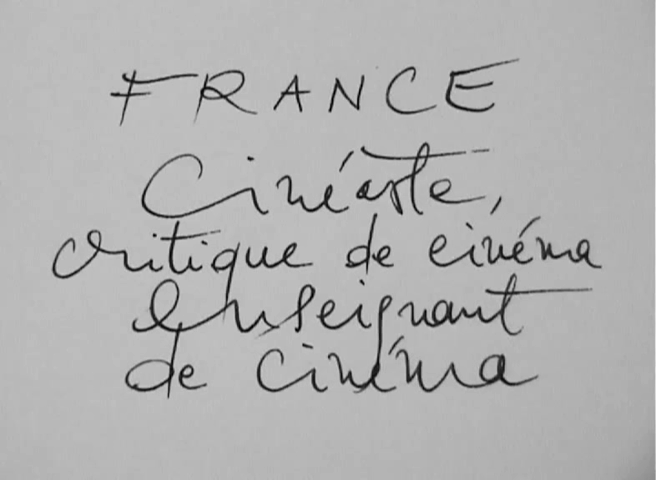 FRANCE
Cinéaste,
critique de cinéma
enseignant
de cinéma